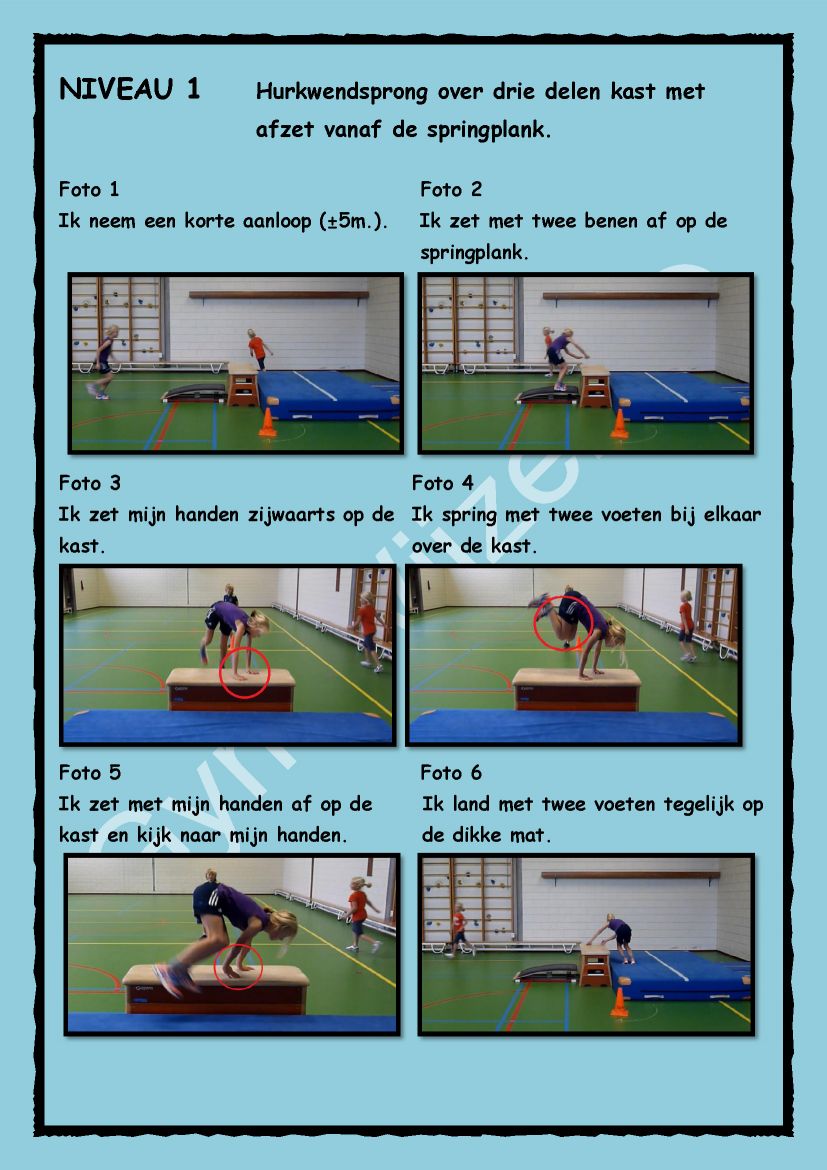 NIVEAU 1 Hurkwendsprong over drie delen kast met
afzet vanaf de springplank.
Foto 1
Ik neem een korte aanloop (±5m.).
Foto 2
Ik zet met twee benen af op de
springplank.
Foto 3
Ik zet mijn handen zijwaarts op de
kast.
Foto 4
Ik spring met twee voeten bij elkaar
over de kast.
Foto 5
Ik zet met mijn handen af op de
kast en kijk naar mijn handen.
Foto 6
Ik land met twee voeten tegelijk op
de dikke mat.